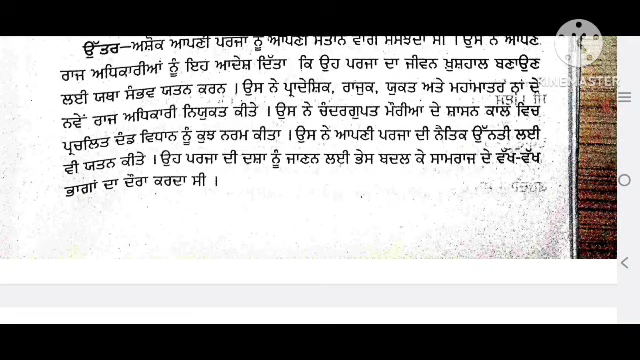 ਉੱਤਰ—ਅਸ਼ੋਕ ਆਪਣੀ ਪਰਜਾ ਨੂੰ ਆਪਣੀ ਸੰਤਾਨ ਵਾਂਗ ਸਮਝਦਾ ਸੀ । ਉਸ ਨੇ ਆਪਣੇ
ਰਾਜ ਅਧਿਕਾਰੀਆਂ ਨੂੰ ਇਹ ਆਦੇਸ਼ ਦਿੱਤਾ ਕਿ ਉਹ ਪਰਜਾ ਦਾ ਜੀਵਨ ਖ਼ੁਸ਼ਹਾਲ ਬਣਾਉਣ
ਲਈ ਯਥਾ ਸੰਭਵ ਯਤਨ ਕਰਨ । ਉਸ ਨੇ ਪ੍ਰਾਦੇਸ਼ਿਕ, ਰਾਜੁਕ, ਯੁਕਤ ਅਤੇ ਮਹਾਂਮਾਤਰ ਨਾਂ ਦੇ
ਨਵੇਂ ਰਾਜ ਅਧਿਕਾਰੀ ਨਿਯੁਕਤ ਕੀਤੇ । ਉਸ ਨੇ ਚੰਦਰਗੁਪਤ ਮੌਰੀਆ ਦੇ ਸ਼ਾਸਨ ਕਾਲ ਵਿਚ
ਪ੍ਰਚਲਿਤ ਦੰਡ ਵਿਧਾਨ ਨੂੰ ਕੁਝ ਨਰਮ ਕੀਤਾ । ਉਸ ਨੇ ਆਪਣੀ ਪਰਜਾ ਦੀ ਨੈਤਿਕ ਉੱਨਤੀ ਲਈ
ਵੀ ਯਤਨ ਕੀਤੇ । ਉਹ ਪਰਜਾ ਦੀ ਦਸ਼ਾ ਨੂੰ ਜਾਣਨ ਲਈ ਭੇਸ ਬਦਲ ਕੇ ਸਾਮਰਾਜ ਦੇ ਵੱਖ-ਵੱਖ
ਭਾਗਾਂ ਦਾ ਦੌਰਾ ਕਰਦਾ ਸੀ ।
KINEMASTER